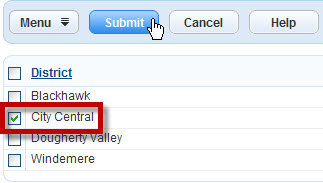 Menu Submit Cancel Help
District
Blackhawk
City Central
Dougherty Valley
Windemere